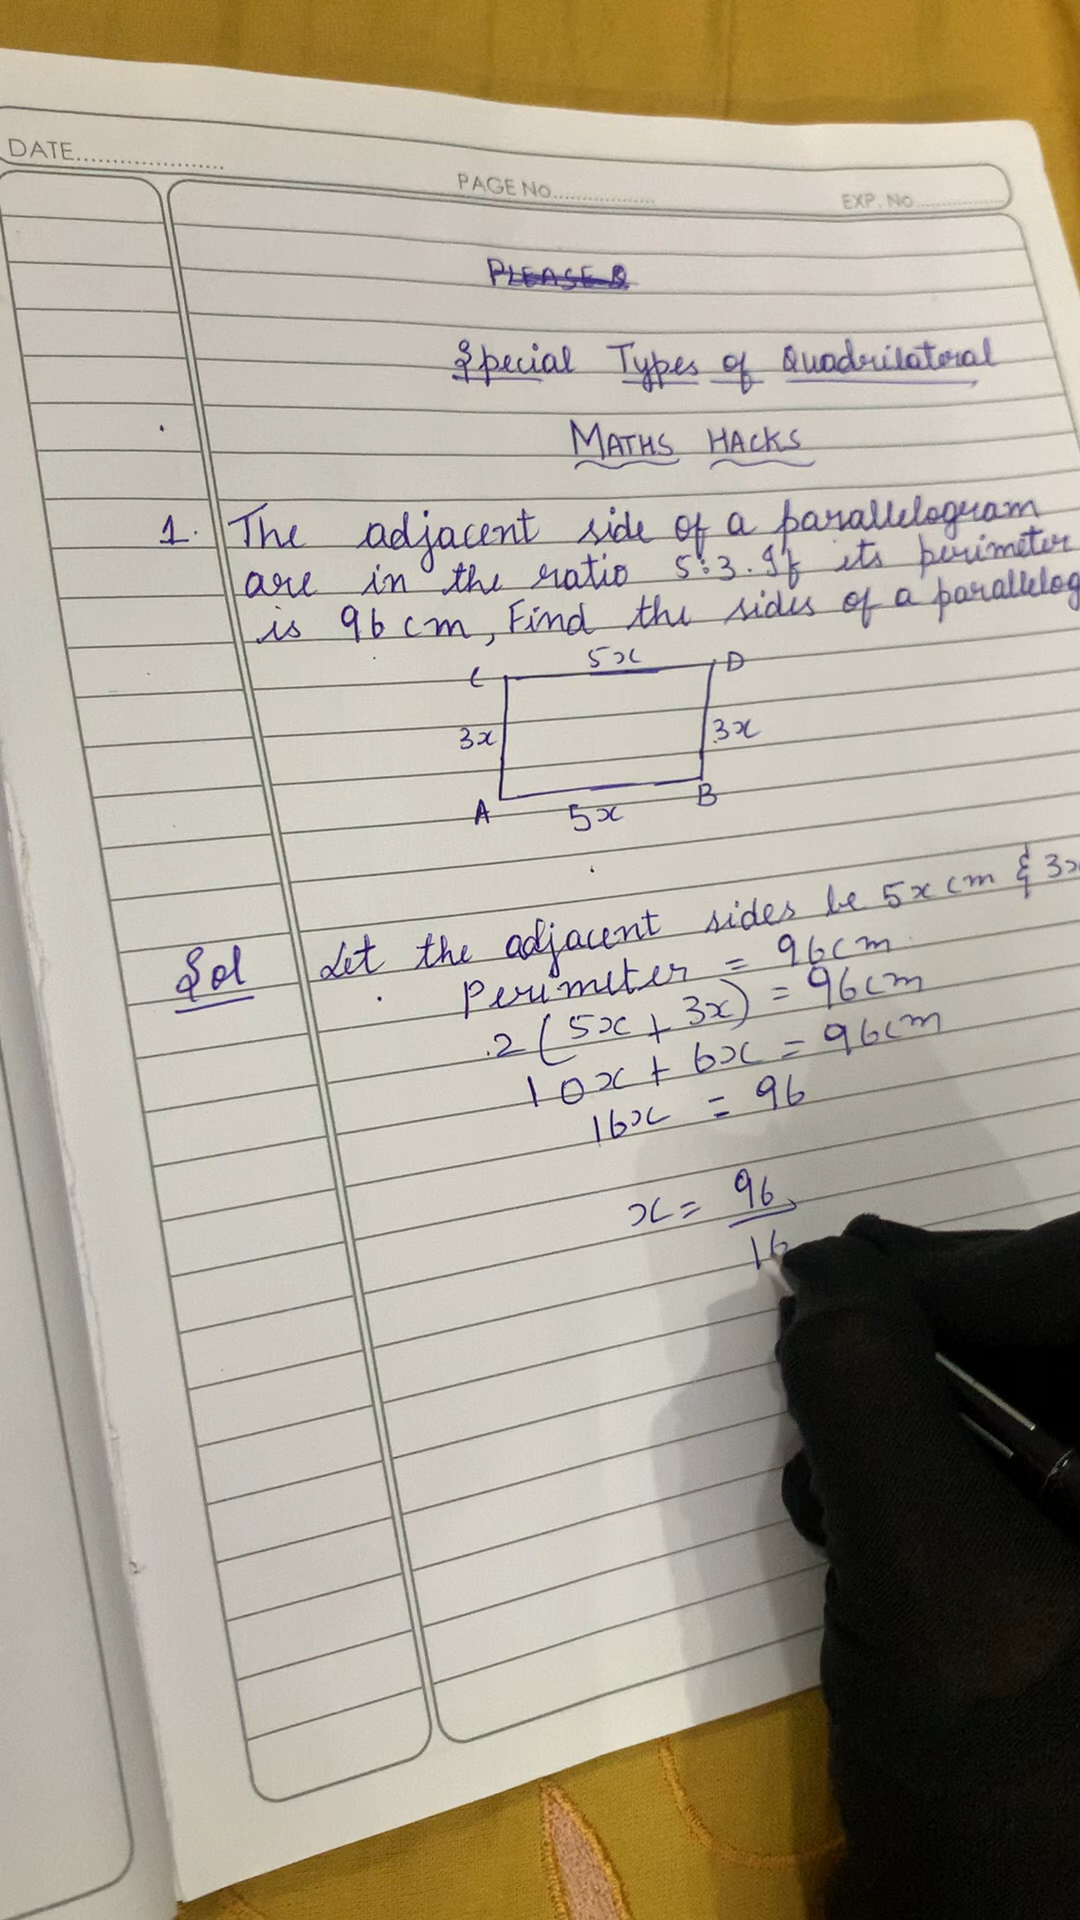 DATE
PAGE No.
EXP. No.
PLEASE
Special Types of Quadrilateral
MATHS HACKS
1. The adjacent side of a parallelogram
are in the ratio 5:3. If its perimeter
is 96 cm, Find the sides of a parallelog
5x
C D
3x 3x
A B
5x
Sol Let the adjacent sides be 5x cm & 3x
Perimeter = 96cm
2 (5x + 3x) = 96cm
10x + 6x = 96cm
16x = 96
x = 96
16